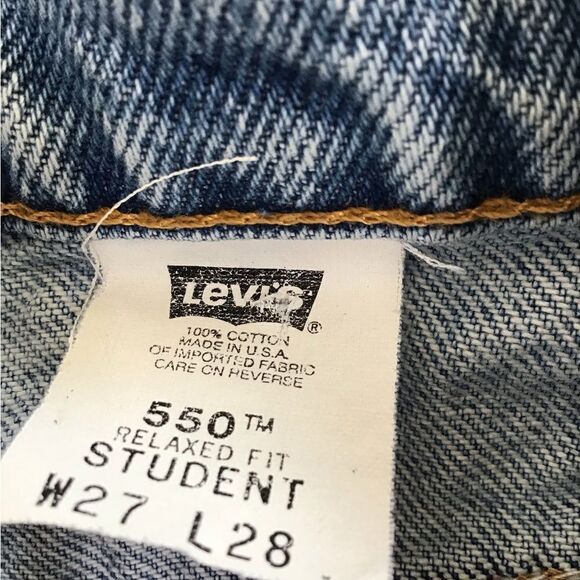 Levi's ®
100% COTTON
MADE IN U.S.A.
OF IMPORTED FABRIC
CARE ON REVERSE
550™
RELAXED FIT
STUDENT
W27 L28